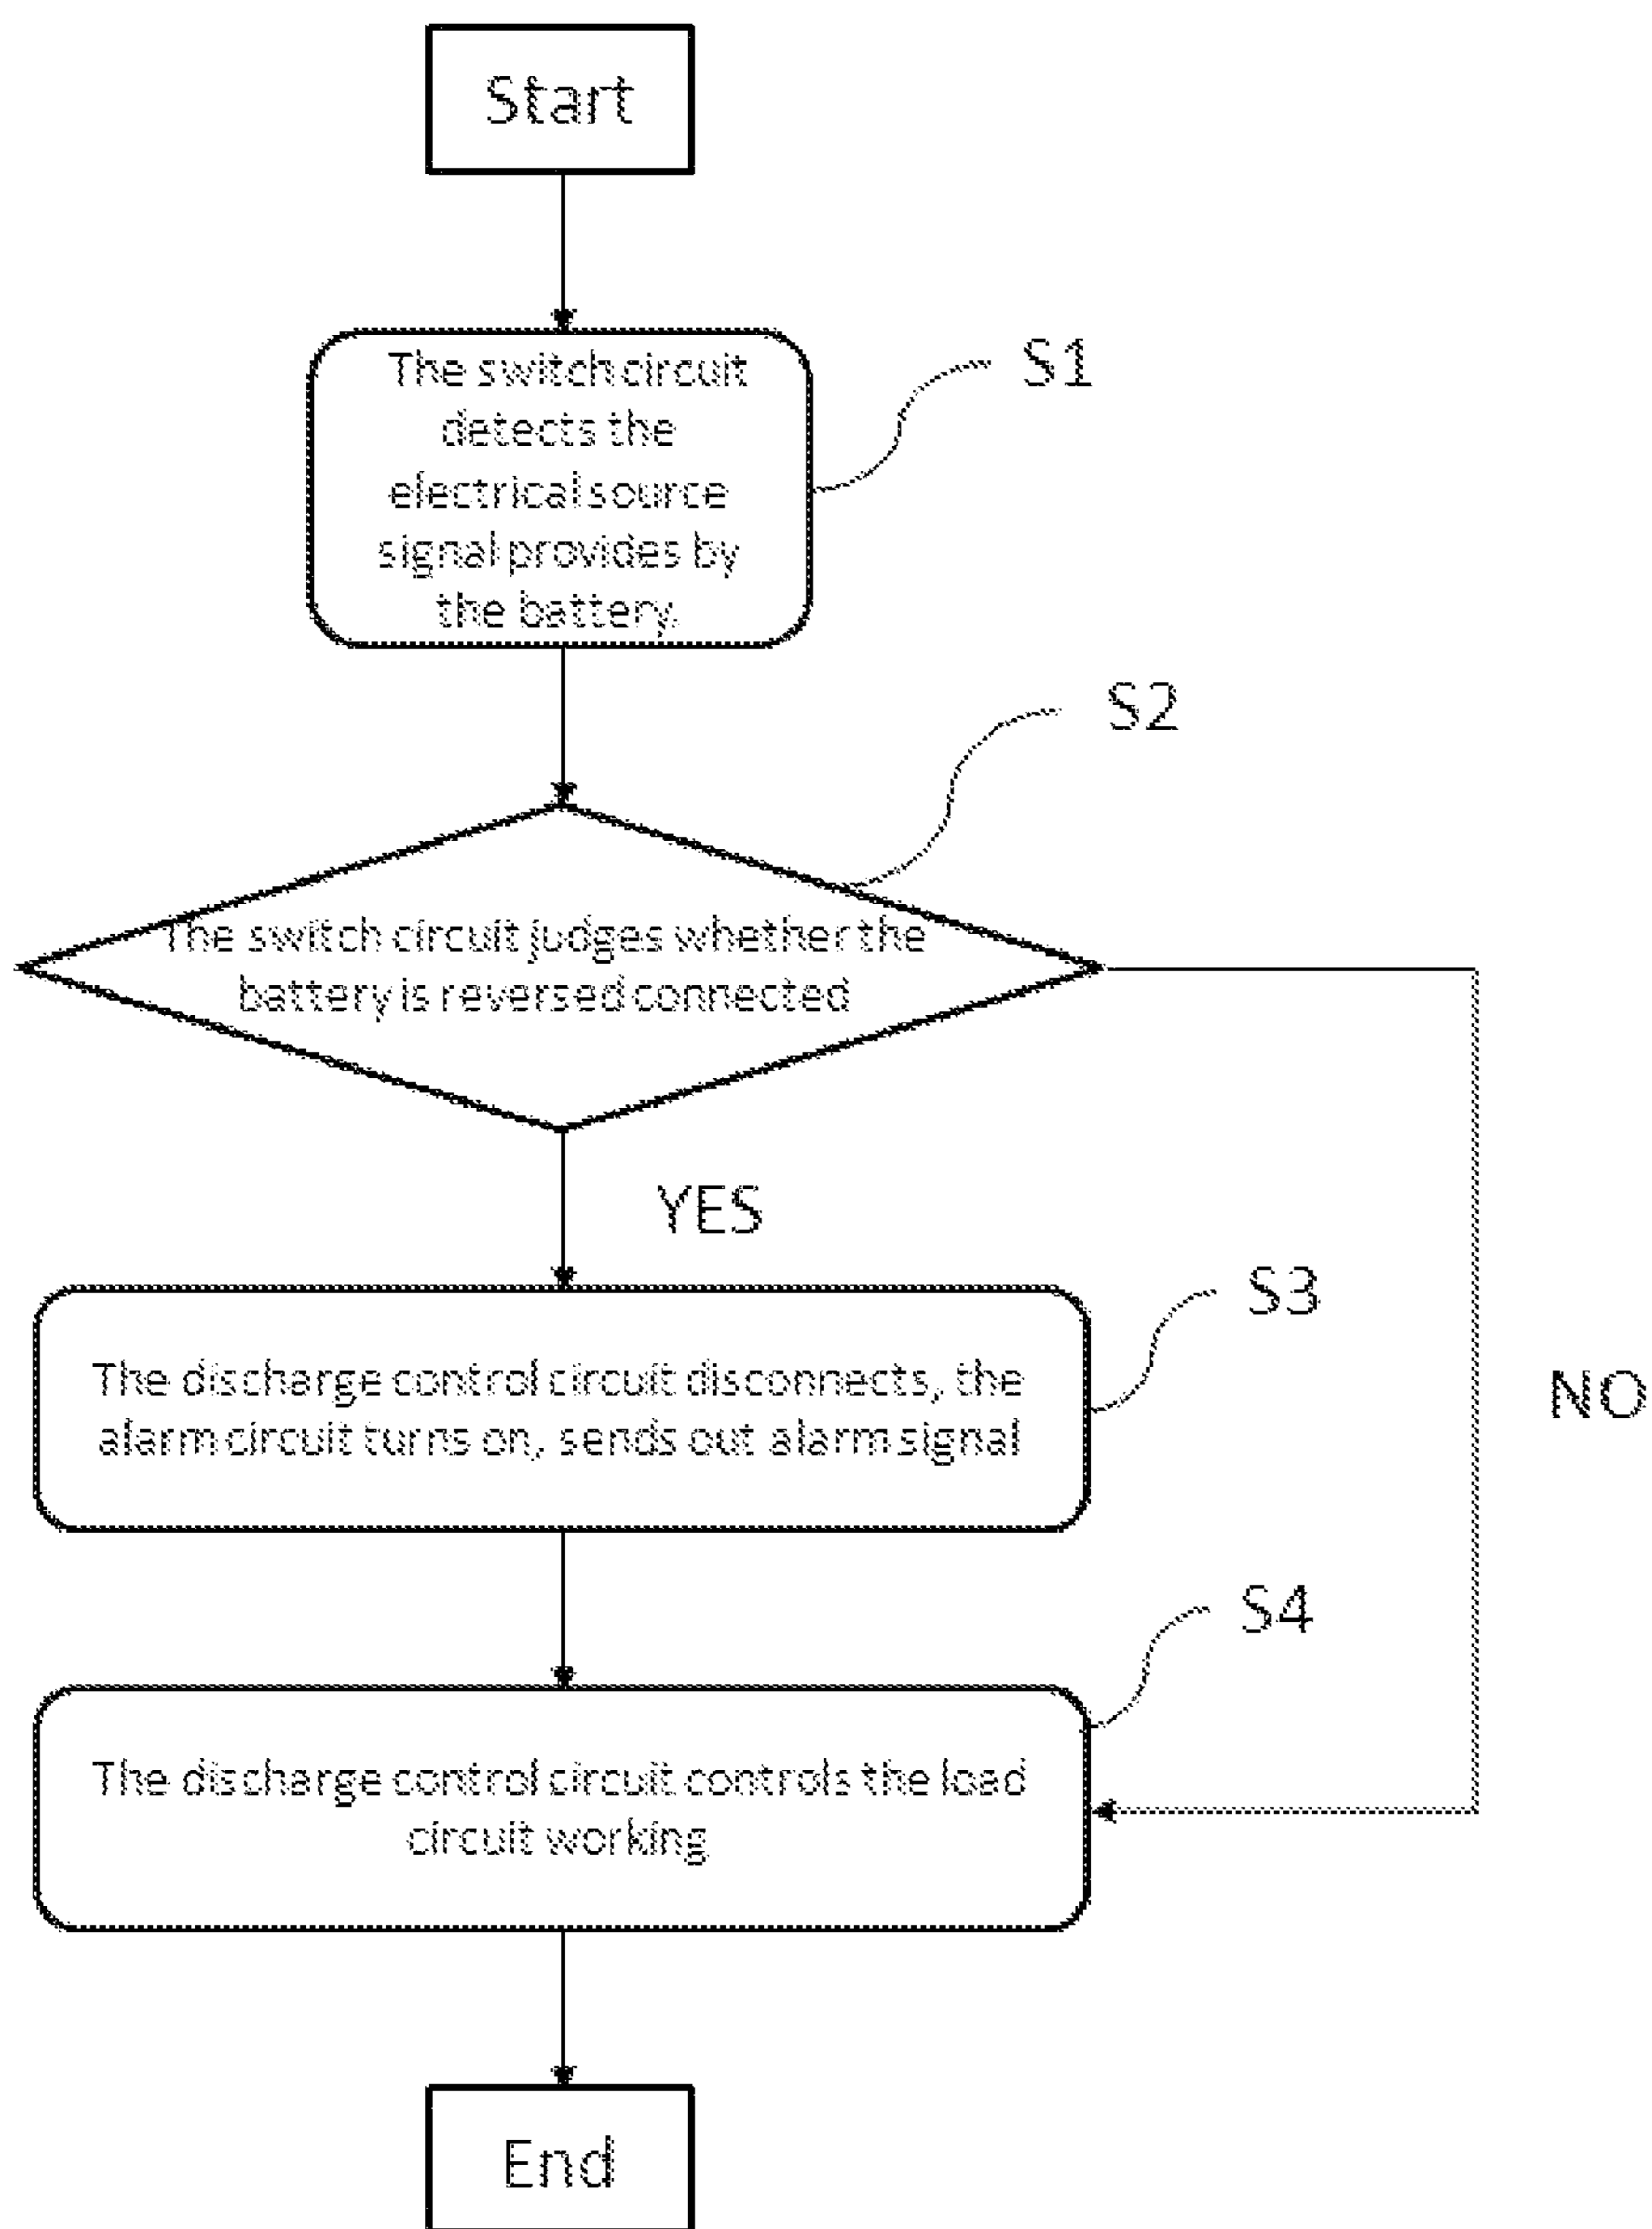 Start
The switch circuit
detects the
electrical source
signal provides by
the battery.
S1
S2
The switch circuit judges whether the
battery is reversed connected
YES
S3
The discharge control circuit disconnects, the
alarm circuit turns on, sends out alarm signal
NO
S4
The discharge control circuit controls the load
circuit working
End